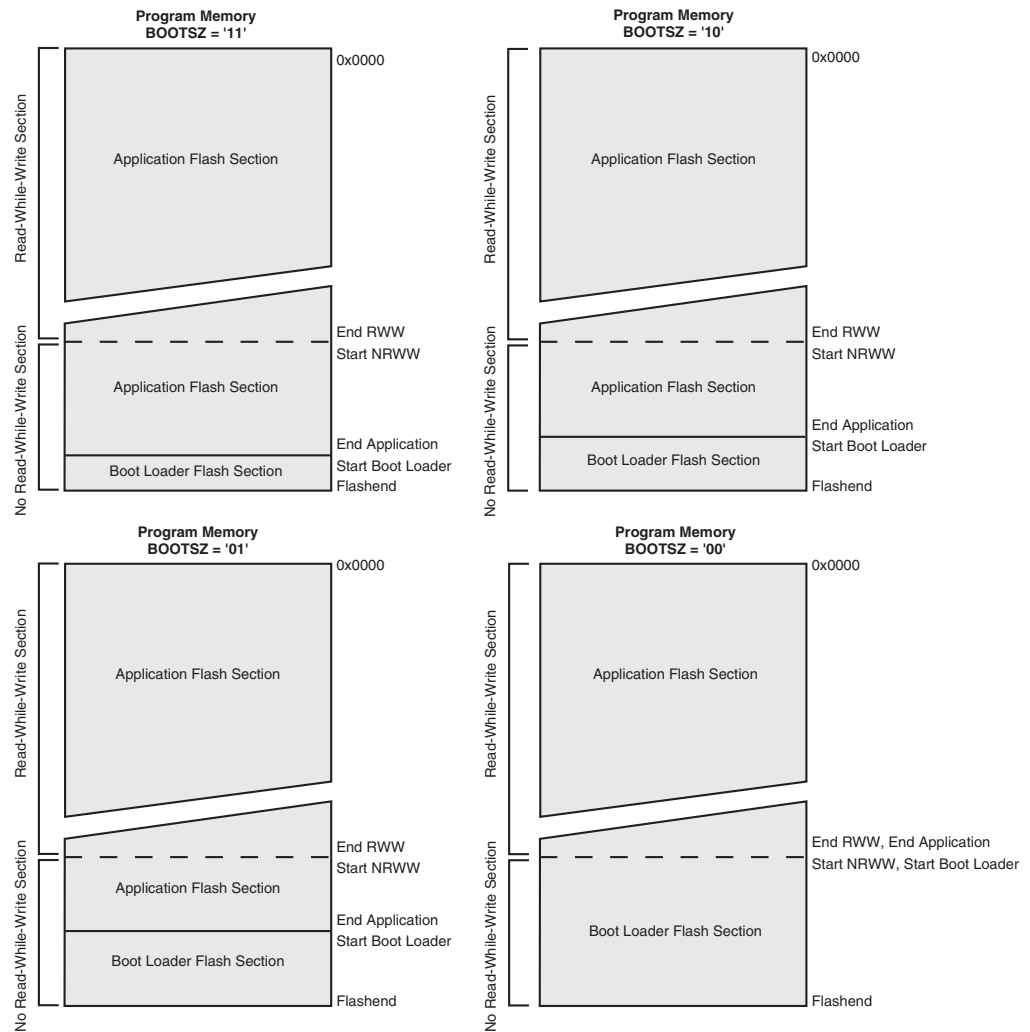 Program Memory
BOOTSZ = '11'
0x0000
Read-While-Write Section
Application Flash Section
End RWW
Start NRWW
No Read-While-Write Section
Application Flash Section
End Application
Start Boot Loader
Boot Loader Flash Section
Flashend
Program Memory
BOOTSZ = '10'
0x0000
Read-While-Write Section
Application Flash Section
End RWW
Start NRWW
No Read-While-Write Section
Application Flash Section
End Application
Start Boot Loader
Boot Loader Flash Section
Flashend
Program Memory
BOOTSZ = '01'
0x0000
Read-While-Write Section
Application Flash Section
End RWW
Start NRWW
No Read-While-Write Section
Application Flash Section
End Application
Start Boot Loader
Boot Loader Flash Section
Flashend
Program Memory
BOOTSZ = '00'
0x0000
Read-While-Write Section
Application Flash Section
End RWW, End Application
Start NRWW, Start Boot Loader
No Read-While-Write Section
Boot Loader Flash Section
Flashend